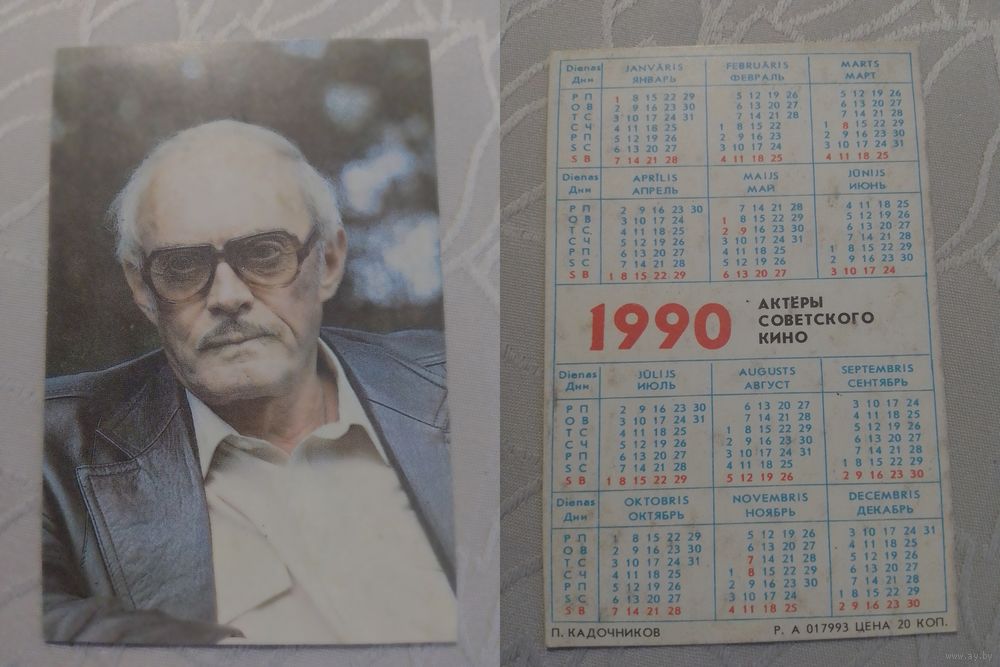 Dienas JANVĀRIS FEBRUĀRIS MARTS
Дни ЯНВАРЬ ФЕВРАЛЬ МАРТ
P П 1 8 15 22 29 5 12 19 26 5 12 19 26
O В 2 9 16 23 30 6 13 20 27 6 13 20 27
T С 3 10 17 24 31 7 14 21 28 7 14 21 28
C Ч 4 11 18 25 1 8 15 22 1 8 15 22 29
P П 5 12 19 26 2 9 16 23 2 9 16 23 30
S С 6 13 20 27 3 10 17 24 3 10 17 24 31
S В 7 14 21 28 4 11 18 25 4 11 18 25
Dienas APRĪLIS MAIJS JŪNIJS
Дни АПРЕЛЬ МАЙ ИЮНЬ
P П 2 9 16 23 30 7 14 21 28 4 11 18 25
O В 3 10 17 24 1 8 15 22 29 5 12 19 26
T С 4 11 18 25 2 9 16 23 30 6 13 20 27
C Ч 5 12 19 26 3 10 17 24 31 7 14 21 28
P П 6 13 20 27 4 11 18 25 1 8 15 22 29
S С 7 14 21 28 5 12 19 26 2 9 16 23 30
S В 1 8 15 22 29 6 13 20 27 3 10 17 24
1990
АКТЁРЫ
СОВЕТСКОГО
КИНО
Dienas JŪLIJS AUGUSTS SEPTEMBRIS
Дни ИЮЛЬ АВГУСТ СЕНТЯБРЬ
P П 2 9 16 23 30 6 13 20 27 3 10 17 24
O В 3 10 17 24 31 7 14 21 28 4 11 18 25
T С 4 11 18 25 1 8 15 22 29 5 12 19 26
C Ч 5 12 19 26 2 9 16 23 30 6 13 20 27
P П 6 13 20 27 3 10 17 24 31 7 14 21 28
S С 7 14 21 28 4 11 18 25 1 8 15 22 29
S В 1 8 15 22 29 5 12 19 26 2 9 16 23 30
Dienas OKTOBRIS NOVEMBRIS DECEMBRIS
Дни ОКТЯБРЬ НОЯБРЬ ДЕКАБРЬ
P П 1 8 15 22 29 5 12 19 26 3 10 17 24 31
O В 2 9 16 23 30 6 13 20 27 4 11 18 25
T С 3 10 17 24 31 7 14 21 28 5 12 19 26
C Ч 4 11 18 25 1 8 15 22 29 6 13 20 27
P П 5 12 19 26 2 9 16 23 30 7 14 21 28
S С 6 13 20 27 3 10 17 24 1 8 15 22 29
S В 7 14 21 28 4 11 18 25 2 9 16 23 30
П. КАДОЧНИКОВ Р. А 017993 ЦЕНА 20 КОП.
www.ay.by